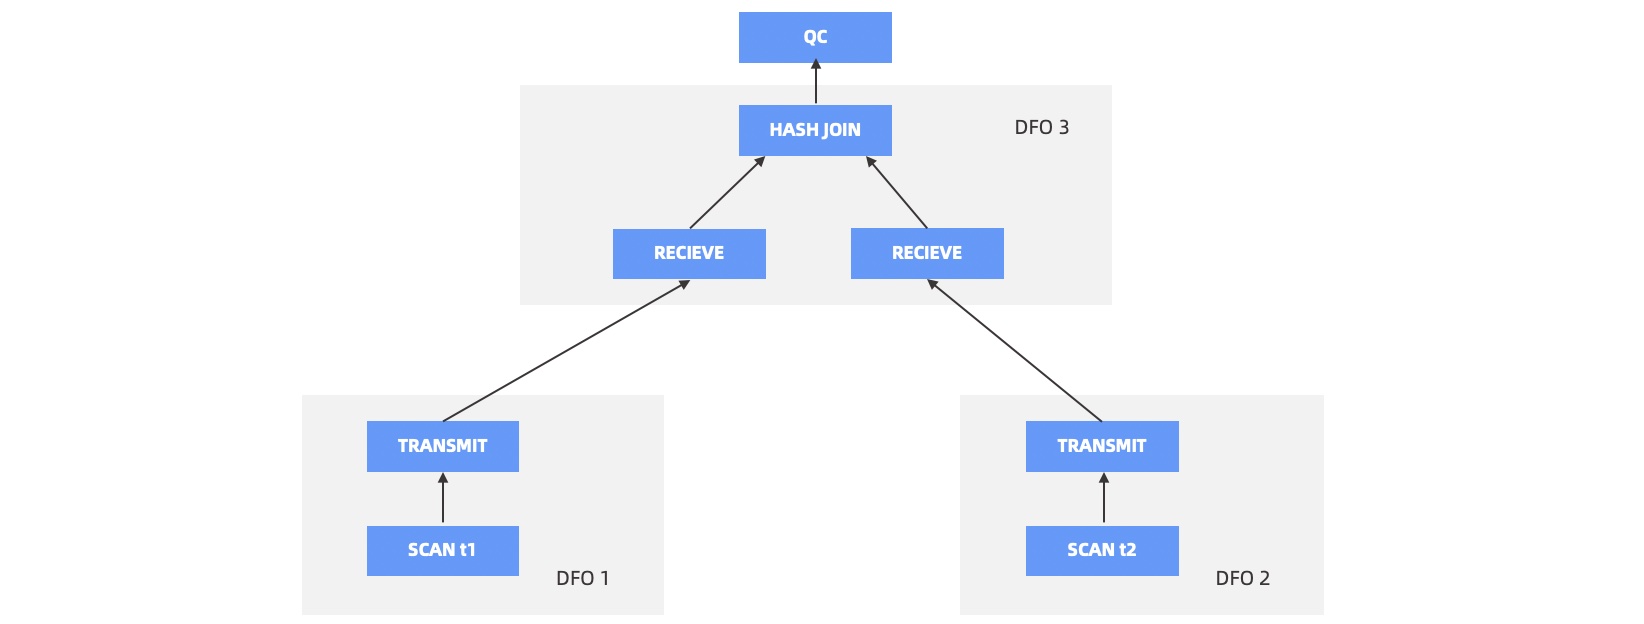 QC
HASH JOIN
DFO 3
RECIEVE
RECIEVE
TRANSMIT
TRANSMIT
SCAN t1
SCAN t2
DFO 1
DFO 2